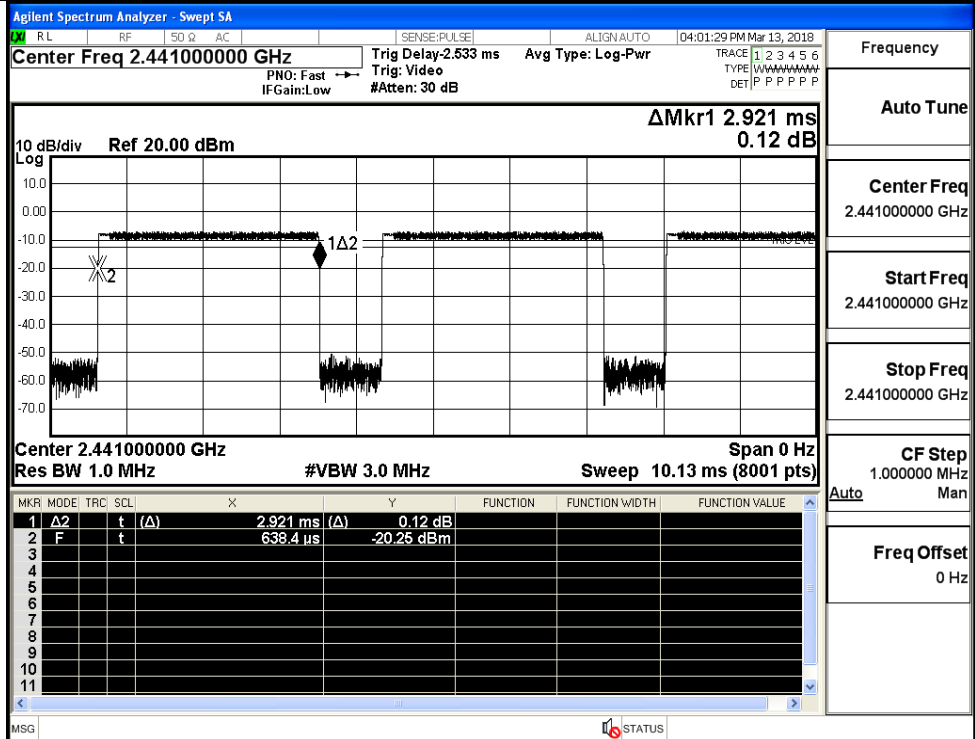 Agilent Spectrum Analyzer - Swept SA
LXI RL RF 50 Ω AC SENSE:PULSE ALIGN AUTO 04:01:29 PM Mar 13, 2018
Center Freq 2.441000000 GHz Trig Delay-2.533 ms Avg Type: Log-Pwr TRACE 1 2 3 4 5 6
PNO: Fast Trig: Video TYPE WWWWWW
IFGain:Low #Atten: 30 dB DET P P P P P P
ΔMkr1 2.921 ms
0.12 dB
10 dB/div Ref 20.00 dBm
Log
10.0
0.00
-10.0
-20.0
-30.0
-40.0
-50.0
-60.0
-70.0
1Δ2
2
Center 2.441000000 GHz Span 0 Hz
Res BW 1.0 MHz #VBW 3.0 MHz Sweep 10.13 ms (8001 pts)
MKR MODE TRC SCL X Y FUNCTION FUNCTION WIDTH FUNCTION VALUE
1 Δ2 t (Δ) 2.921 ms (Δ) 0.12 dB
2 F t 638.4 µs -20.25 dBm
3
4
5
6
7
8
9
10
11
MSG STATUS
Frequency
Auto Tune
Center Freq
2.441000000 GHz
Start Freq
2.441000000 GHz
Stop Freq
2.441000000 GHz
CF Step
1.000000 MHz
Auto Man
Freq Offset
0 Hz